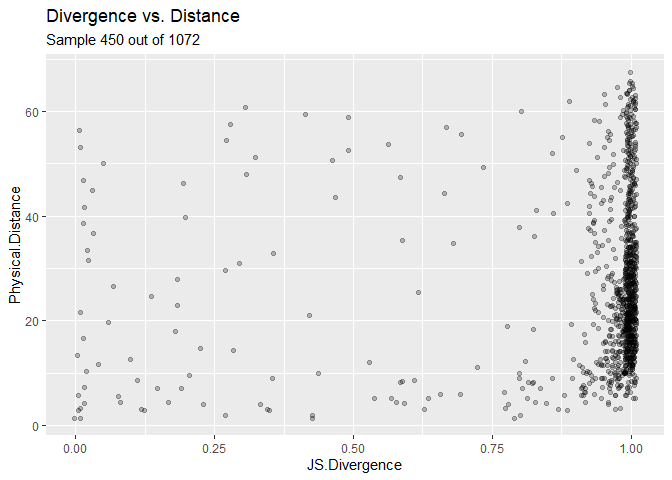 Divergence vs. Distance
Sample 450 out of 1072
Physical.Distance
60
40
20
0
0.00 0.25 0.50 0.75 1.00
JS.Divergence